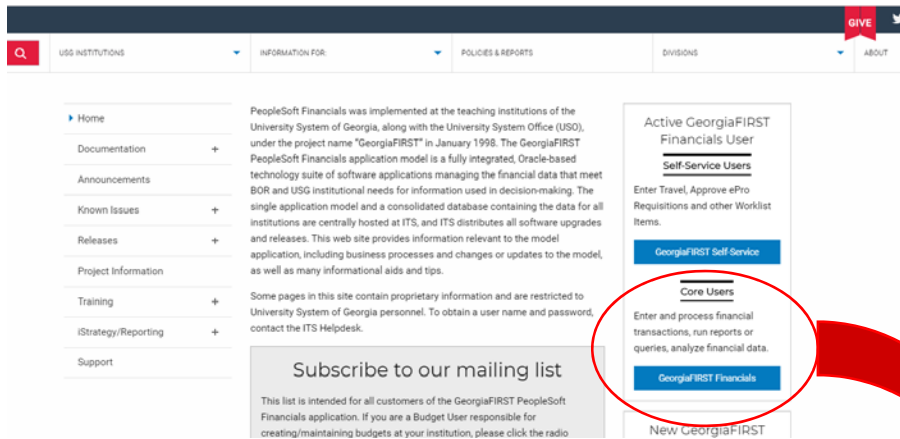 GIVE
USG INSTITUTIONS
INFORMATION FOR:
POLICIES & REPORTS
DIVISIONS
ABOUT
Home
Documentation +
Announcements
Known Issues +
Releases +
Project Information
Training +
iStrategy/Reporting +
Support
PeopleSoft Financials was implemented at the teaching institutions of the
University System of Georgia, along with the University System Office (USO),
under the project name "GeorgiaFIRST" in January 1998. The GeorgiaFIRST
PeopleSoft Financials application model is a fully integrated, Oracle-based
technology suite of software applications managing the financial data that meet
BOR and USG institutional needs for information used in decision-making. The
single application model and a consolidated database containing the data for all
institutions are centrally hosted at ITS, and ITS distributes all software upgrades
and releases. This web site provides information relevant to the model
application, including business processes and changes or updates to the model,
as well as many informational aids and tips.
Some pages in this site contain proprietary information and are restricted to
University System of Georgia personnel. To obtain a user name and password,
contact the ITS Helpdesk.
Subscribe to our mailing list
This list is intended for all customers of the GeorgiaFIRST PeopleSoft
Financials application. If you are a Budget User responsible for
creating/maintaining budgets at your institution, please click the radio
Active GeorgiaFIRST
Financials User
Self-Service Users
Enter Travel, Approve ePro
Requisitions and other Worklist
Items.
GeorgiaFIRST Self-Service
Core Users
Enter and process financial
transactions, run reports or
queries, analyze financial data.
GeorgiaFIRST Financials
New GeorgiaFIRST